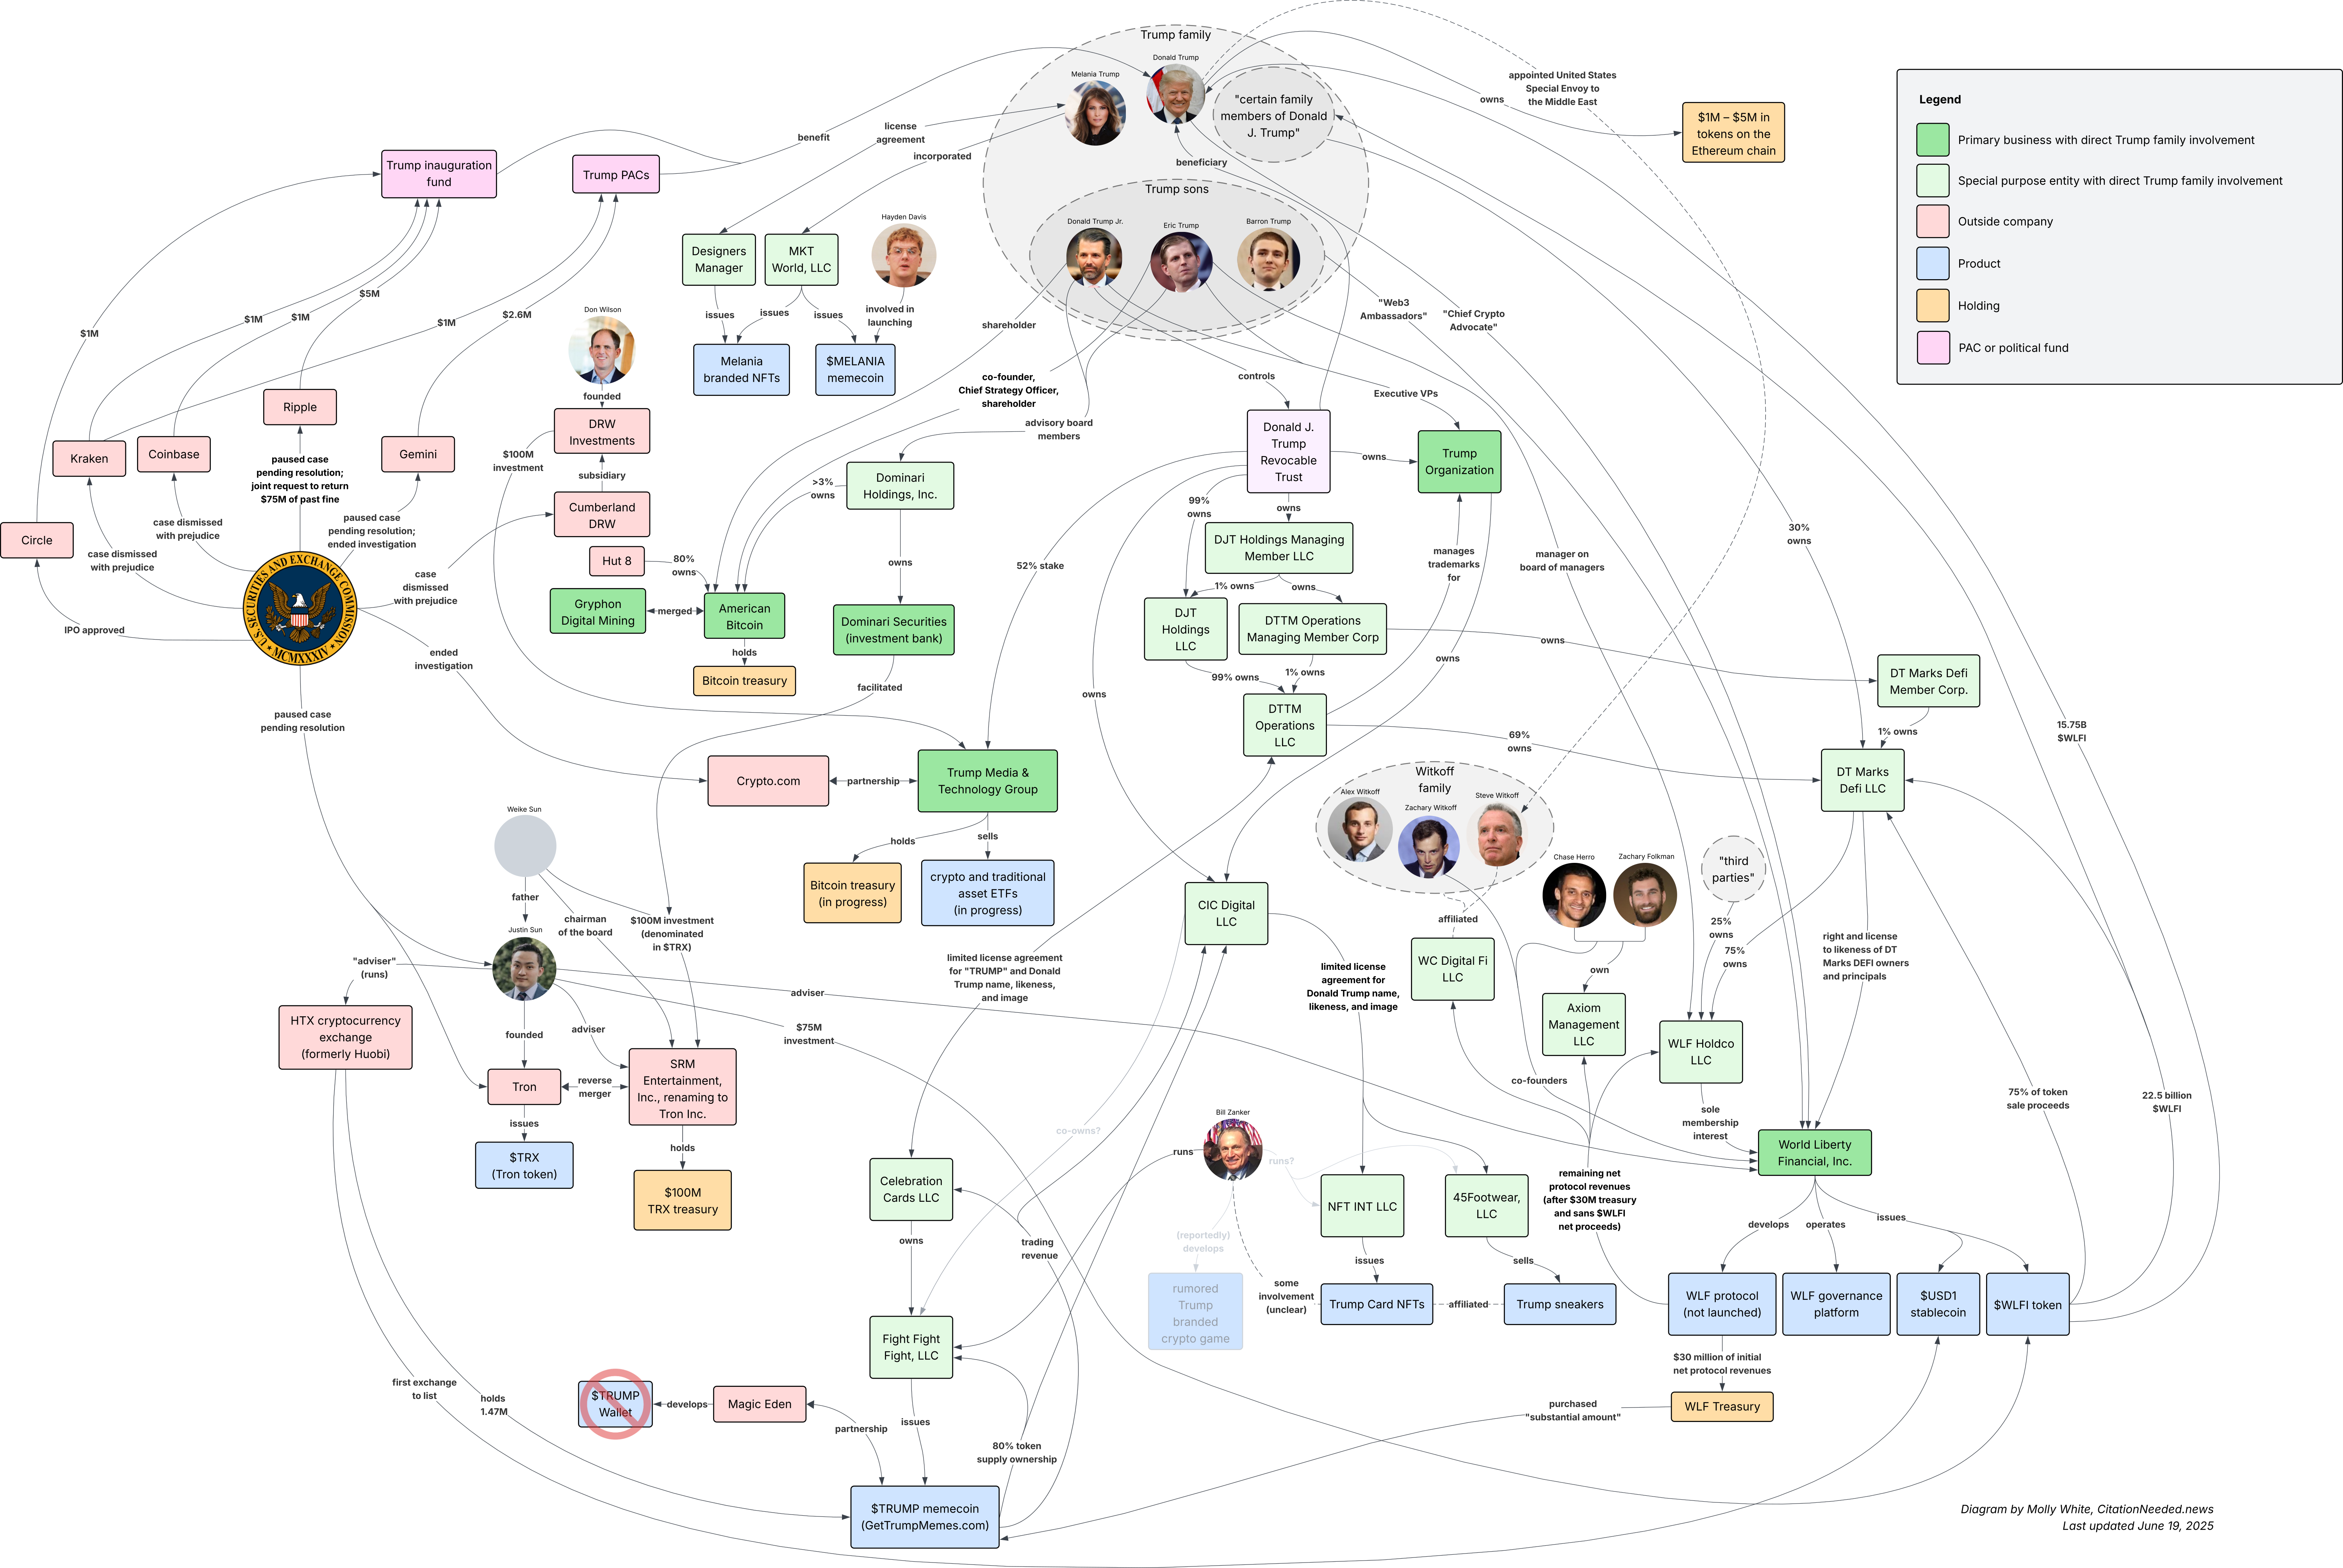 Trump family
Donald Trump
Melania Trump
"certain family
members of Donald
J. Trump"
beneficiary
Trump sons
Donald Trump Jr.
Eric Trump
Barron Trump
appointed United States
Special Envoy to
the Middle East
owns
$1M – $5M in
tokens on the
Ethereum chain
Legend
Primary business with direct Trump family involvement
Special purpose entity with direct Trump family involvement
Outside company
Product
Holding
PAC or political fund
benefit
license
agreement
incorporated
Trump inauguration
fund
Trump PACs
Designers
Manager
MKT
World, LLC
Hayden Davis
issues
issues
issues
involved in
launching
Melania
branded NFTs
$MELANIA
memecoin
$1M
$1M
$1M
$5M
$1M
$2.6M
Don Wilson
founded
DRW
Investments
subsidiary
Cumberland
DRW
$100M
investment
Ripple
Kraken
Coinbase
Gemini
Circle
paused case
pending resolution;
joint request to return
$75M of past fine
case dismissed
with prejudice
case dismissed
with prejudice
paused case
pending resolution;
ended investigation
case
dismissed
with prejudice
IPO approved
U.S. SECURITIES AND EXCHANGE COMMISSION
MCMXXXIV
ended
investigation
paused case
pending resolution
shareholder
co-founder,
Chief Strategy Officer,
shareholder
advisory board
members
controls
Executive VPs
"Web3
Ambassadors"
"Chief Crypto
Advocate"
Hut 8
80%
owns
Gryphon
Digital Mining
merged
American
Bitcoin
holds
Bitcoin treasury
>3%
owns
Dominari
Holdings, Inc.
owns
Dominari Securities
(investment bank)
facilitated
52% stake
Donald J.
Trump
Revocable
Trust
owns
Trump
Organization
99%
owns
owns
DJT Holdings Managing
Member LLC
1% owns
owns
DJT
Holdings
LLC
DTTM Operations
Managing Member Corp
99% owns
1% owns
DTTM
Operations
LLC
manages
trademarks
for
owns
owns
owns
69%
owns
manager on
board of managers
30%
owns
DT Marks Defi
Member Corp.
1% owns
DT Marks
Defi LLC
15.75B
$WLFI
Crypto.com
partnership
Trump Media &
Technology Group
holds
sells
Bitcoin treasury
(in progress)
crypto and traditional
asset ETFs
(in progress)
Witkoff
family
Alex Witkoff
Zachary Witkoff
Steve Witkoff
Chase Herro
Zachary Folkman
"third
parties"
affiliated
25%
owns
75%
owns
right and license
to likeness of DT
Marks DEFI owners
and principals
own
WC Digital Fi
LLC
Axiom
Management
LLC
WLF Holdco
LLC
co-founders
sole
membership
interest
World Liberty
Financial, Inc.
75% of token
sale proceeds
22.5 billion
$WLFI
Weike Sun
father
Justin Sun
chairman
of the board
$100M investment
(denominated
in $TRX)
"adviser"
(runs)
HTX cryptocurrency
exchange
(formerly Huobi)
founded
adviser
adviser
$75M
investment
Tron
reverse
merger
SRM
Entertainment,
Inc., renaming to
Tron Inc.
issues
$TRX
(Tron token)
holds
$100M
TRX treasury
CIC Digital
LLC
limited license agreement
for "TRUMP" and Donald
Trump name, likeness,
and image
limited license
agreement for
Donald Trump name,
likeness, and image
co-owns?
Bill Zanker
runs
runs?
(reportedly)
develops
rumored
Trump
branded
crypto game
some
involvement
(unclear)
NFT INT LLC
45Footwear,
LLC
issues
sells
Trump Card NFTs
affiliated
Trump sneakers
remaining net
protocol revenues
(after $30M treasury
and sans $WLFI
net proceeds)
develops
operates
issues
WLF protocol
(not launched)
WLF governance
platform
$USD1
stablecoin
$WLFI token
$30 million of initial
net protocol revenues
WLF Treasury
purchased
"substantial amount"
Celebration
Cards LLC
owns
trading
revenue
Fight Fight
Fight, LLC
issues
80% token
supply ownership
first exchange
to list
holds
1.47M
$TRUMP
Wallet
develops
Magic Eden
partnership
$TRUMP memecoin
(GetTrumpMemes.com)
Diagram by Molly White, CitationNeeded.news
Last updated June 19, 2025